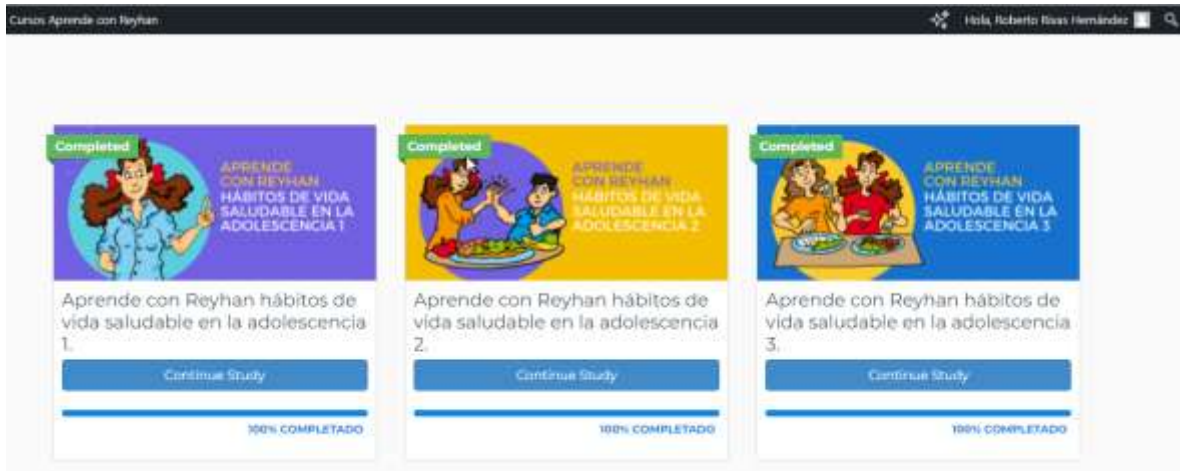 Cursos Aprende con Reyhan
Hola, Roberto Rivas Hernández
Completed
APRENDE
CON REYHAN
HÁBITOS DE VIDA
SALUDABLE EN LA
ADOLESCENCIA 1
Aprende con Reyhan hábitos de
vida saludable en la adolescencia
1.
Continue Study
100% COMPLETADO
Completed
APRENDE
CON REYHAN
HÁBITOS DE VIDA
SALUDABLE EN LA
ADOLESCENCIA 2
Aprende con Reyhan hábitos de
vida saludable en la adolescencia
2.
Continue Study
100% COMPLETADO
Completed
APRENDE
CON REYHAN
HÁBITOS DE VIDA
SALUDABLE EN LA
ADOLESCENCIA 3
Aprende con Reyhan hábitos de
vida saludable en la adolescencia
3.
Continue Study
100% COMPLETADO